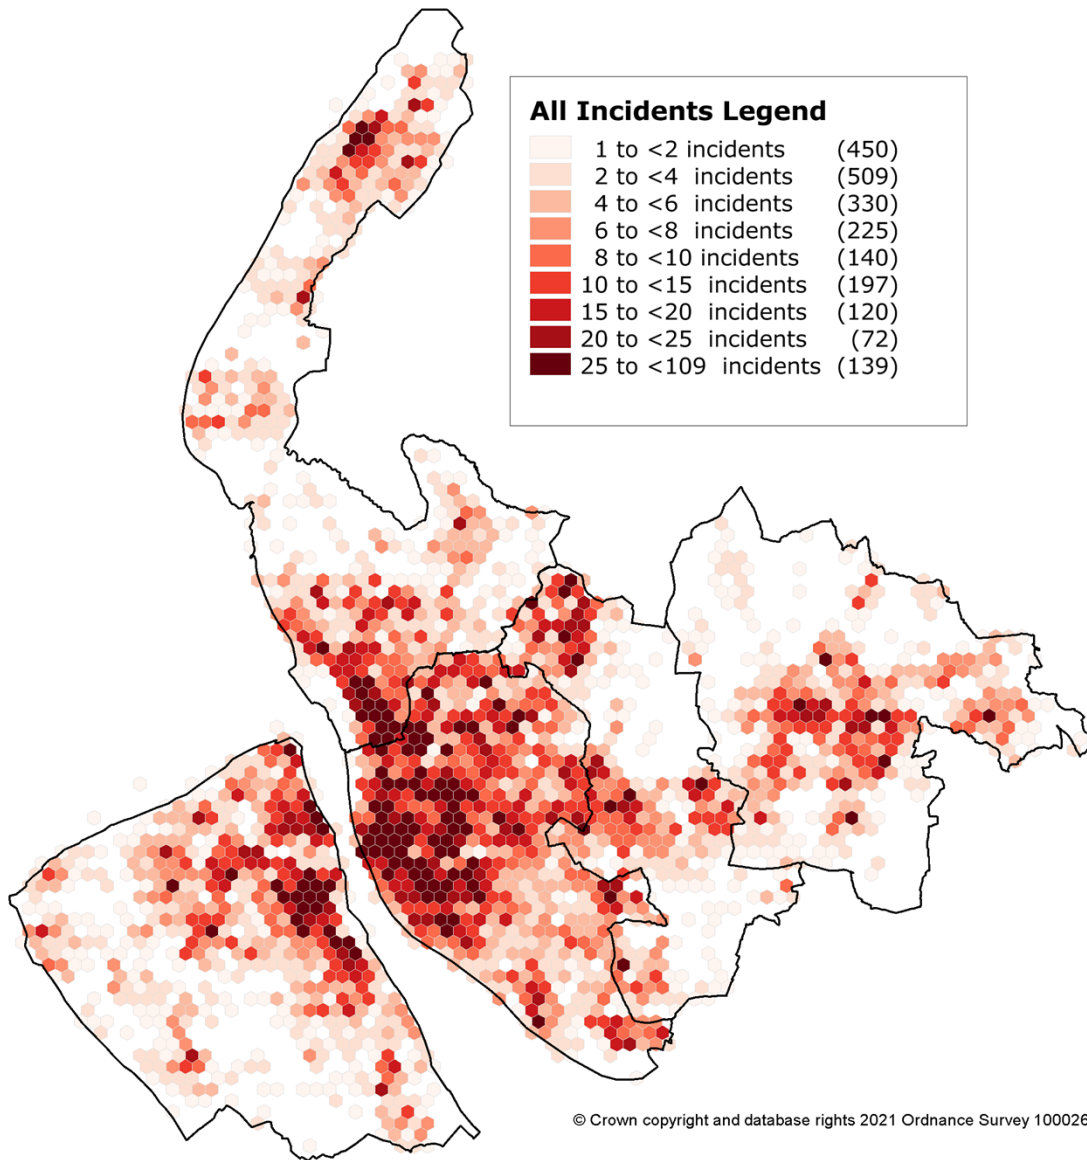 All Incidents Legend
1 to <2 incidents (450)
2 to <4 incidents (509)
4 to <6 incidents (330)
6 to <8 incidents (225)
8 to <10 incidents (140)
10 to <15 incidents (197)
15 to <20 incidents (120)
20 to <25 incidents (72)
25 to <109 incidents (139)
© Crown copyright and database rights 2021 Ordnance Survey 100026